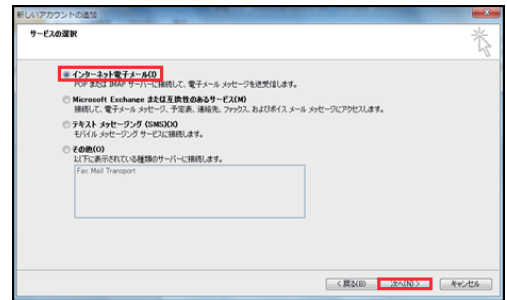 新しいアカウントの追加
サービスの選択
インターネット電子メール(I)
POP または IMAP サーバーに接続して、電子メール メッセージを送受信します。
Microsoft Exchange または互換性のあるサービス(M)
接続して、電子メール メッセージ、予定表、連絡先、ファックス、およびボイス メール メッセージにアクセスします。
テキスト メッセージング (SMS)(X)
モバイル メッセージング サービスに接続します。
その他(O)
以下に表示されている種類のサーバーに接続します。
Fax Mail Transport
< 戻る(B)
次へ(N) >
キャンセル